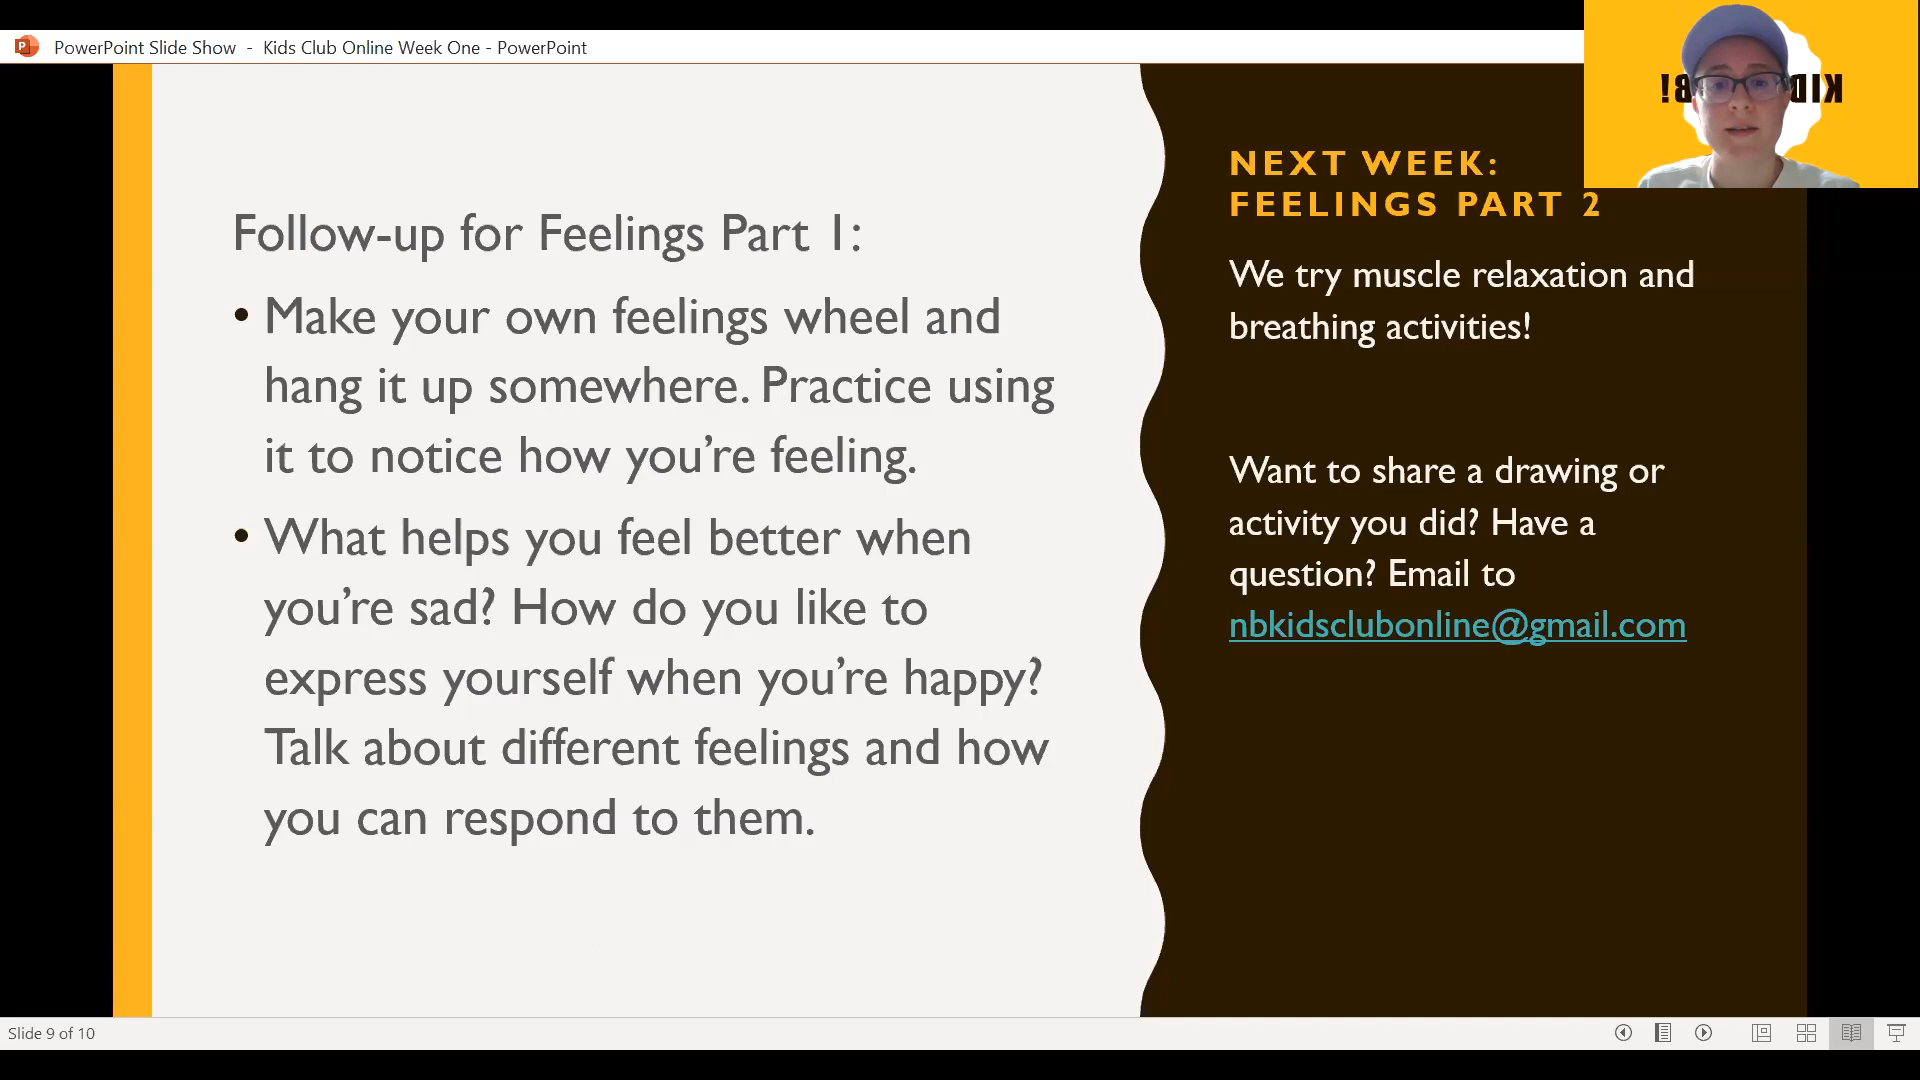 PowerPoint Slide Show - Kids Club Online Week One - PowerPoint
Follow-up for Feelings Part 1:
• Make your own feelings wheel and
hang it up somewhere. Practice using
it to notice how you're feeling.
• What helps you feel better when
you're sad? How do you like to
express yourself when you're happy?
Talk about different feelings and how
you can respond to them.
NEXT WEEK:
FEELINGS PART 2
We try muscle relaxation and
breathing activities!
Want to share a drawing or
activity you did? Have a
question? Email to
nbkidsclubonline@gmail.com
Slide 9 of 10